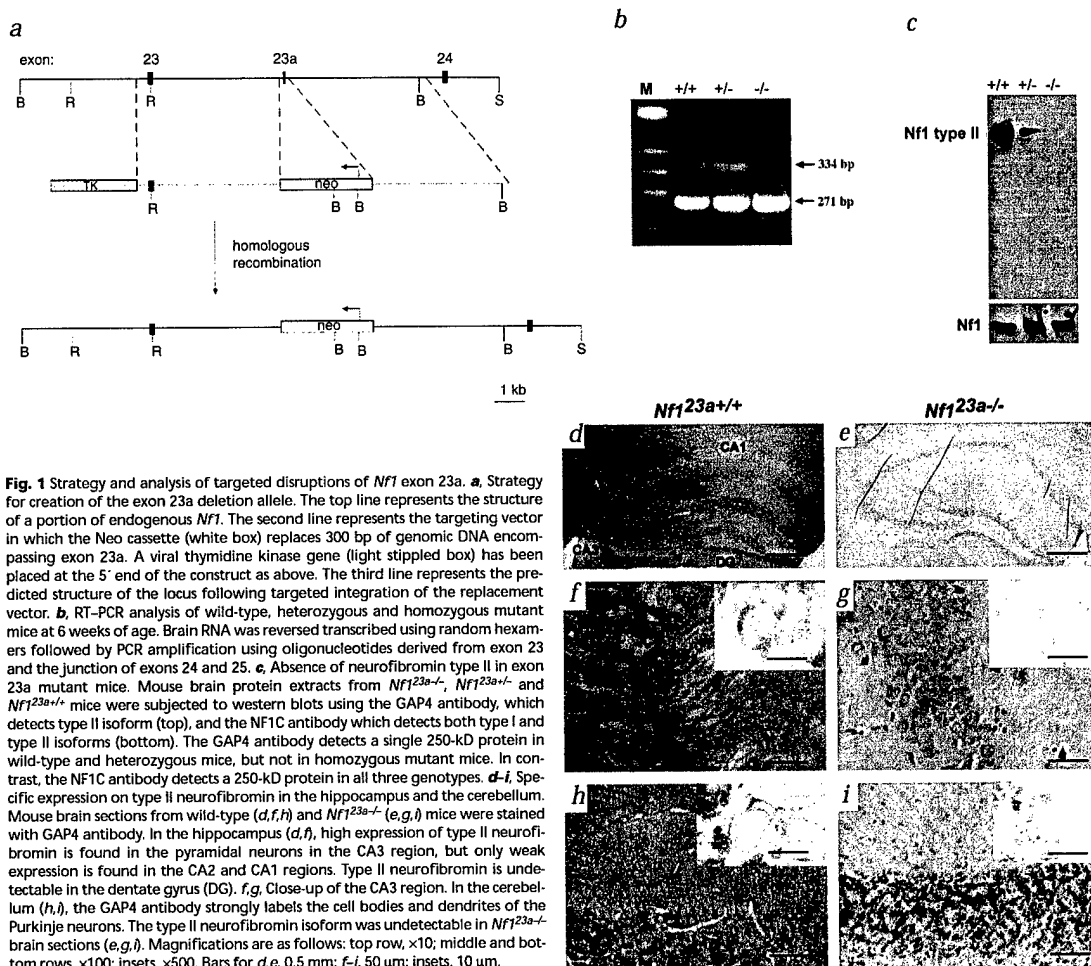 a
exon:
23
23a
24
B
R
R
B
S
TK
neo
R
B
B
B
homologous
recombination
neo
B
R
R
B
B
B
S
1 kb
b
M
+/+
+/-
-/-
334 bp
271 bp
c
+/+ +/- -/-
Nf1 type II
Nf1
Nf1 23a+/+
Nf1 23a-/-
d
CA1
CA3
DG
e
f
g
h
i
Fig. 1 Strategy and analysis of targeted disruptions of Nf1 exon 23a. a, Strategy
for creation of the exon 23a deletion allele. The top line represents the structure
of a portion of endogenous Nf1. The second line represents the targeting vector
in which the Neo cassette (white box) replaces 300 bp of genomic DNA encom-
passing exon 23a. A viral thymidine kinase gene (light stippled box) has been
placed at the 5´ end of the construct as above. The third line represents the pre-
dicted structure of the locus following targeted integration of the replacement
vector. b, RT–PCR analysis of wild-type, heterozygous and homozygous mutant
mice at 6 weeks of age. Brain RNA was reversed transcribed using random hexam-
ers followed by PCR amplification using oligonucleotides derived from exon 23
and the junction of exons 24 and 25. c, Absence of neurofibromin type II in exon
23a mutant mice. Mouse brain protein extracts from Nf1 23a–/–, Nf1 23a+/– and
Nf1 23a+/+ mice were subjected to western blots using the GAP4 antibody, which
detects type II isoform (top), and the NF1C antibody which detects both type I and
type II isoforms (bottom). The GAP4 antibody detects a single 250-kD protein in
wild-type and heterozygous mice, but not in homozygous mutant mice. In con-
trast, the NF1C antibody detects a 250-kD protein in all three genotypes. d–i, Spe-
cific expression on type II neurofibromin in the hippocampus and the cerebellum.
Mouse brain sections from wild-type (d,f,h) and Nf1 23a–/– (e,g,i) mice were stained
with GAP4 antibody. In the hippocampus (d,f), high expression of type II neurofi-
bromin is found in the pyramidal neurons in the CA3 region, but only weak
expression is found in the CA2 and CA1 regions. Type II neurofibromin is unde-
tectable in the dentate gyrus (DG). f,g, Close-up of the CA3 region. In the cerebel-
lum (h,i), the GAP4 antibody strongly labels the cell bodies and dendrites of the
Purkinje neurons. The type II neurofibromin isoform was undetectable in Nf1 23a–/–
brain sections (e,g,i). Magnifications are as follows: top row, ×10; middle and bot-
tom rows, ×100; insets, ×500. Bars for d,e, 0.5 mm; f–i, 50 µm; insets, 10 µm.